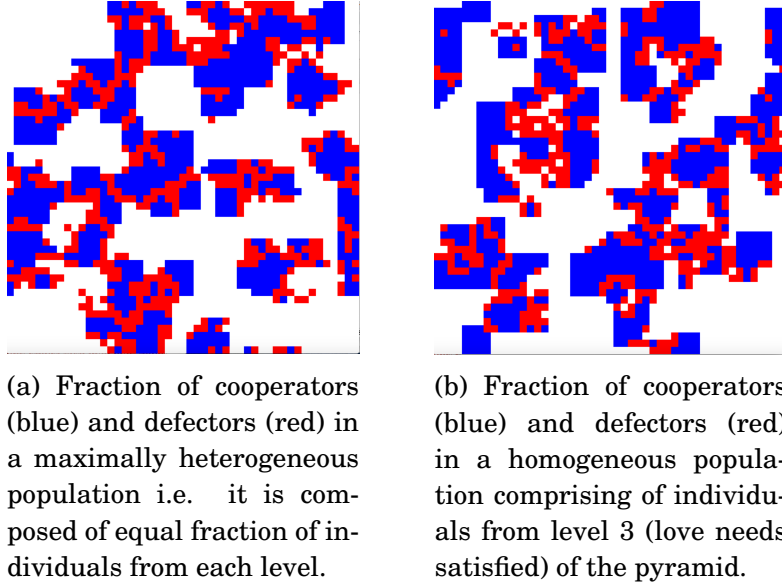 (a) Fraction of cooperators
(blue) and defectors (red) in
a maximally heterogeneous
population i.e. it is com-
posed of equal fraction of in-
dividuals from each level.
(b) Fraction of cooperators
(blue) and defectors (red)
in a homogeneous popula-
tion comprising of individu-
als from level 3 (love needs
satisfied) of the pyramid.